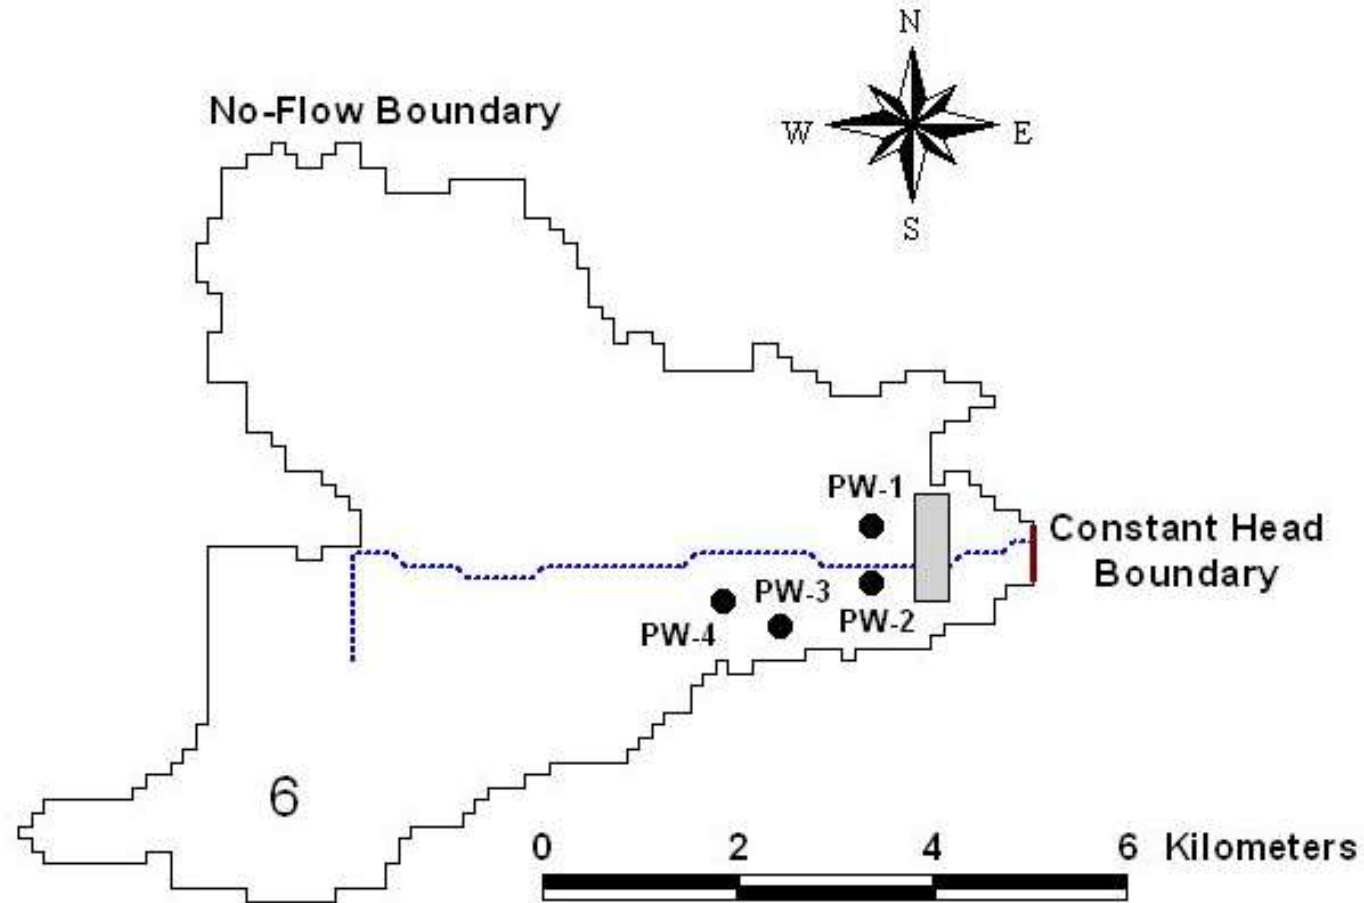 N
No-Flow Boundary
W E
S
PW-1
Constant Head
Boundary
PW-3
PW-2
PW-4
6
0 2 4 6 Kilometers